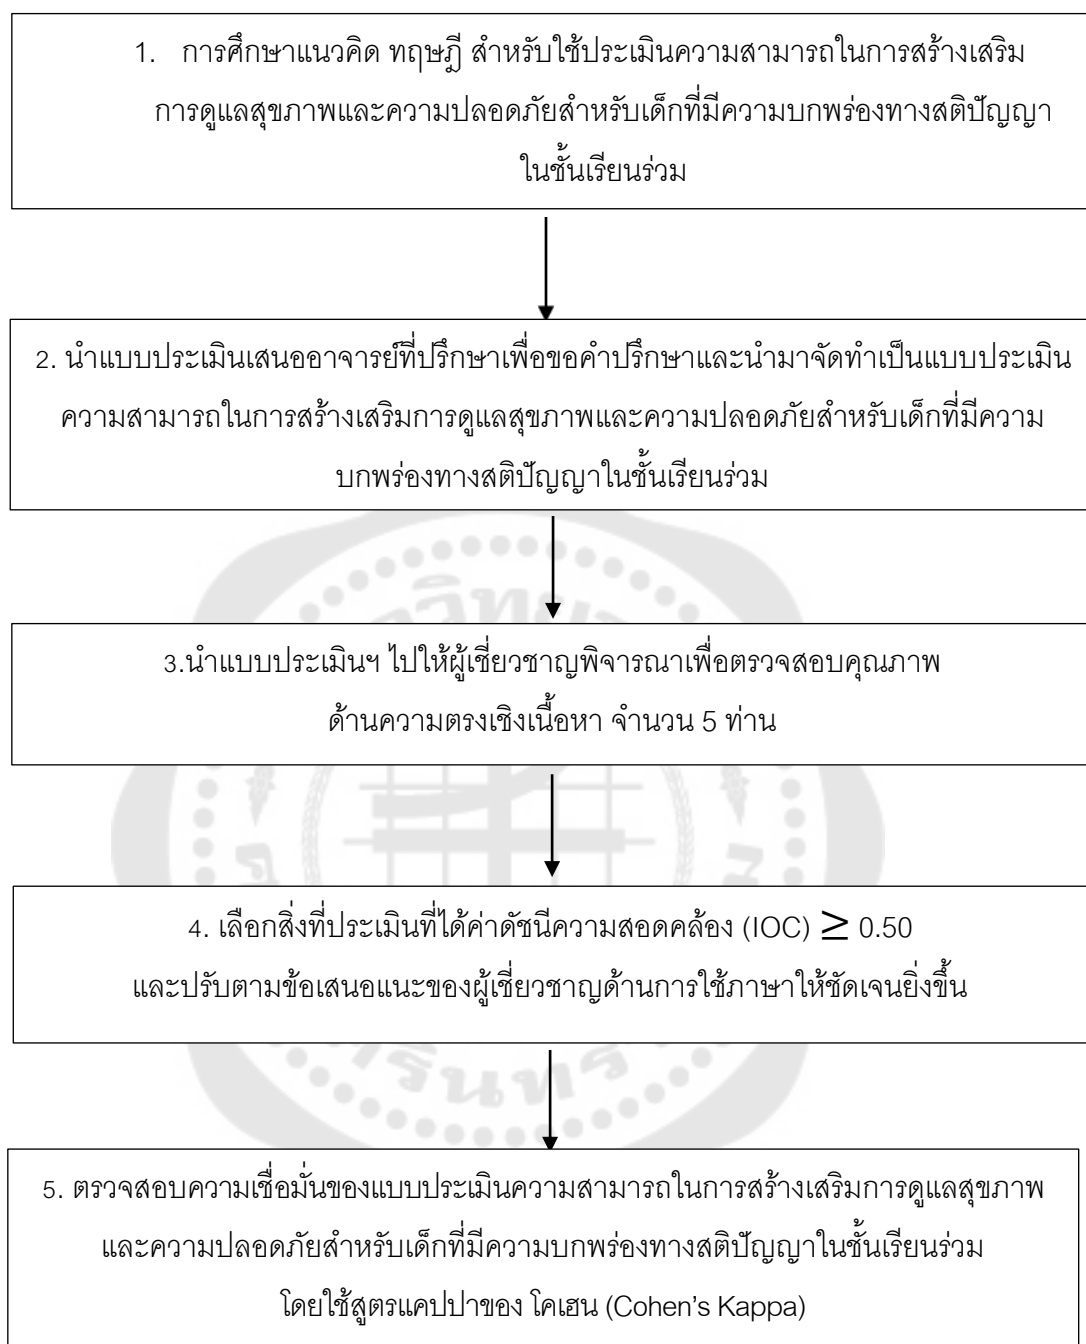 1. การศึกษาแนวคิด ทฤษฎี สำหรับใช้ประเมินความสามารถในการสร้างเสริม
การดูแลสุขภาพและความปลอดภัยสำหรับเด็กที่มีความบกพร่องทางสติปัญญา
ในชั้นเรียนร่วม
2. นำแบบประเมินเสนออาจารย์ที่ปรึกษาเพื่อขอคำปรึกษาและนำมาจัดทำเป็นแบบประเมิน
ความสามารถในการสร้างเสริมการดูแลสุขภาพและความปลอดภัยสำหรับเด็กที่มีความ
บกพร่องทางสติปัญญาในชั้นเรียนร่วม
3.นำแบบประเมินฯ ไปให้ผู้เชี่ยวชาญพิจารณาเพื่อตรวจสอบคุณภาพ
ด้านความตรงเชิงเนื้อหา จำนวน 5 ท่าน
4. เลือกสิ่งที่ประเมินที่ได้ค่าดัชนีความสอดคล้อง (IOC) ≥ 0.50
และปรับตามข้อเสนอแนะของผู้เชี่ยวชาญด้านการใช้ภาษาให้ชัดเจนยิ่งขึ้น
5. ตรวจสอบความเชื่อมั่นของแบบประเมินความสามารถในการสร้างเสริมการดูแลสุขภาพ
และความปลอดภัยสำหรับเด็กที่มีความบกพร่องทางสติปัญญาในชั้นเรียนร่วม
โดยใช้สูตรแคปปาของ โคเฮน (Cohen's Kappa)